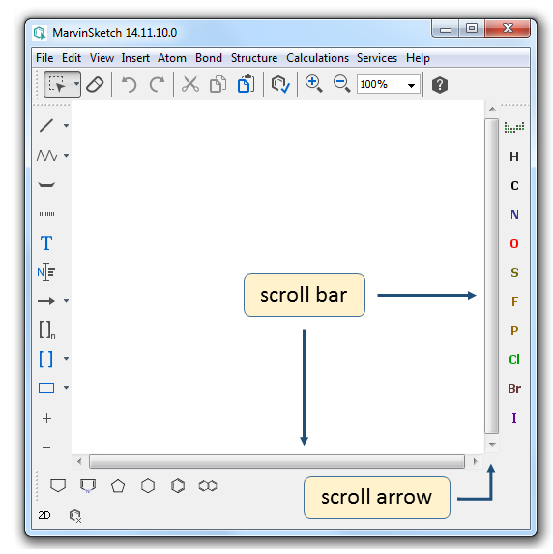 MarvinSketch 14.11.10.0
File Edit View Insert Atom Bond Structure Calculations Services Help
100%
?
H
C
N
T
O
N
S
scroll bar
F
[ ]n
P
[ ]
Cl
Br
+
I
−
scroll arrow
2D